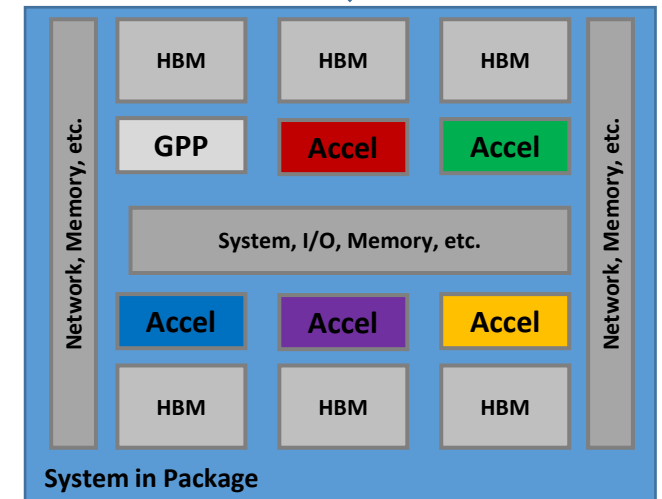 Network, Memory, etc.
HBM
HBM
HBM
GPP
Accel
Accel
System, I/O, Memory, etc.
Accel
Accel
Accel
HBM
HBM
HBM
Network, Memory, etc.
System in Package